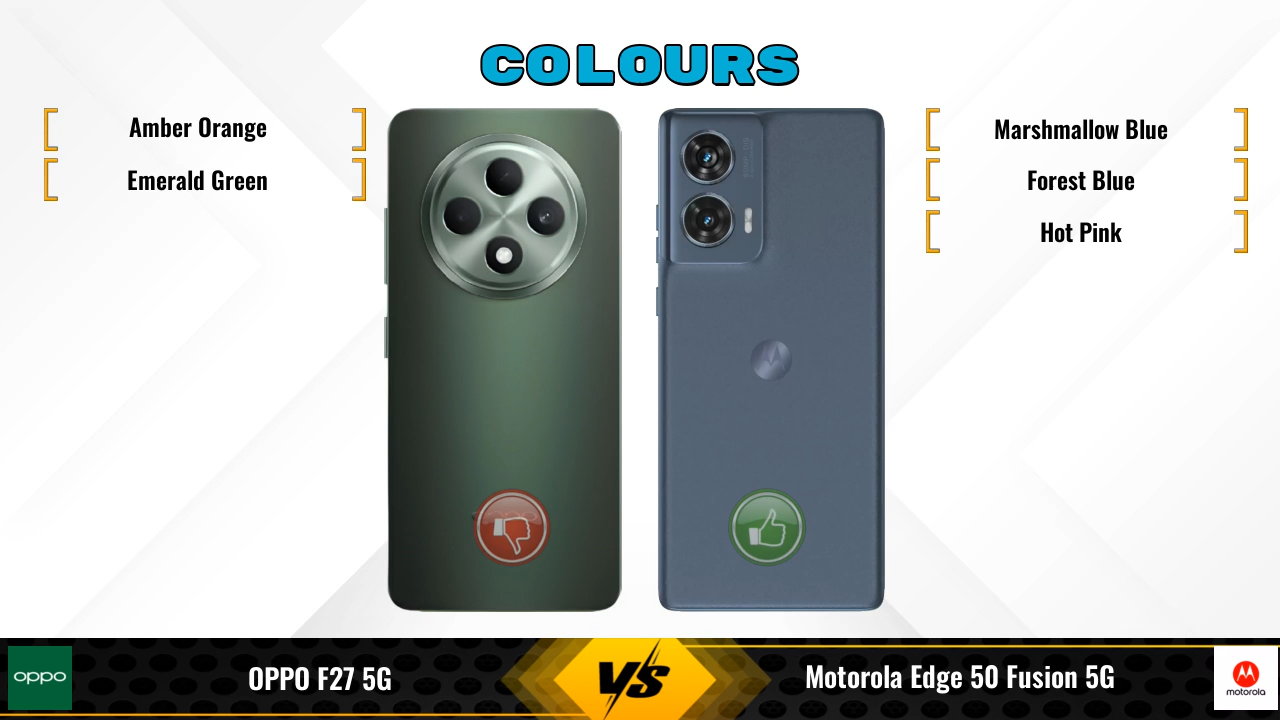 COLOURS
Amber Orange
Emerald Green
Marshmallow Blue
Forest Blue
Hot Pink
oppo
OPPO F27 5G
VS
Motorola Edge 50 Fusion 5G
motorola